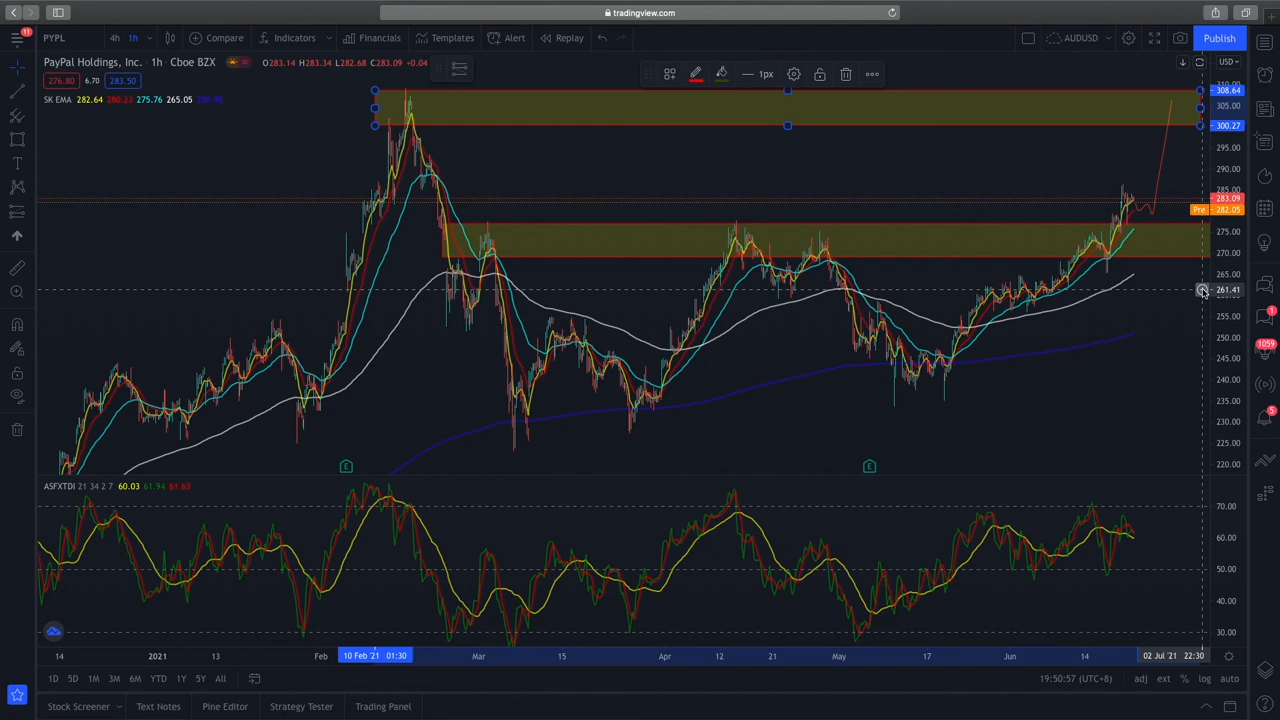 tradingview.com
11
PYPL
4h
1h
Compare
Indicators
Financials
Templates
Alert
Replay
AUDUSD
Publish
PayPal Holdings, Inc. • 1h • Cboe BZX
O283.14 H283.34 L282.68 C283.09 +0.04
1px
USD
276.80
6.70
283.50
SK EMA 282.64 280.23 275.76 265.05
308.64
305.00
300.27
295.00
290.00
285.00
283.09
Pre 282.05
275.00
270.00
265.00
261.41
255.00
250.00
245.00
240.00
235.00
230.00
225.00
220.00
E
E
1
1059
5
ASFXTDI 21 34 2 7 60.03 61.94 61.63
70.00
60.00
50.00
40.00
30.00
14
2021
13
Feb
10 Feb '21 01:30
Mar
15
Apr
12
21
May
17
Jun
14
02 Jul '21 22:30
1D
5D
1M
3M
6M
YTD
1Y
5Y
All
19:50:57 (UTC+8)
adj
ext
%
log
auto
Stock Screener
Text Notes
Pine Editor
Strategy Tester
Trading Panel